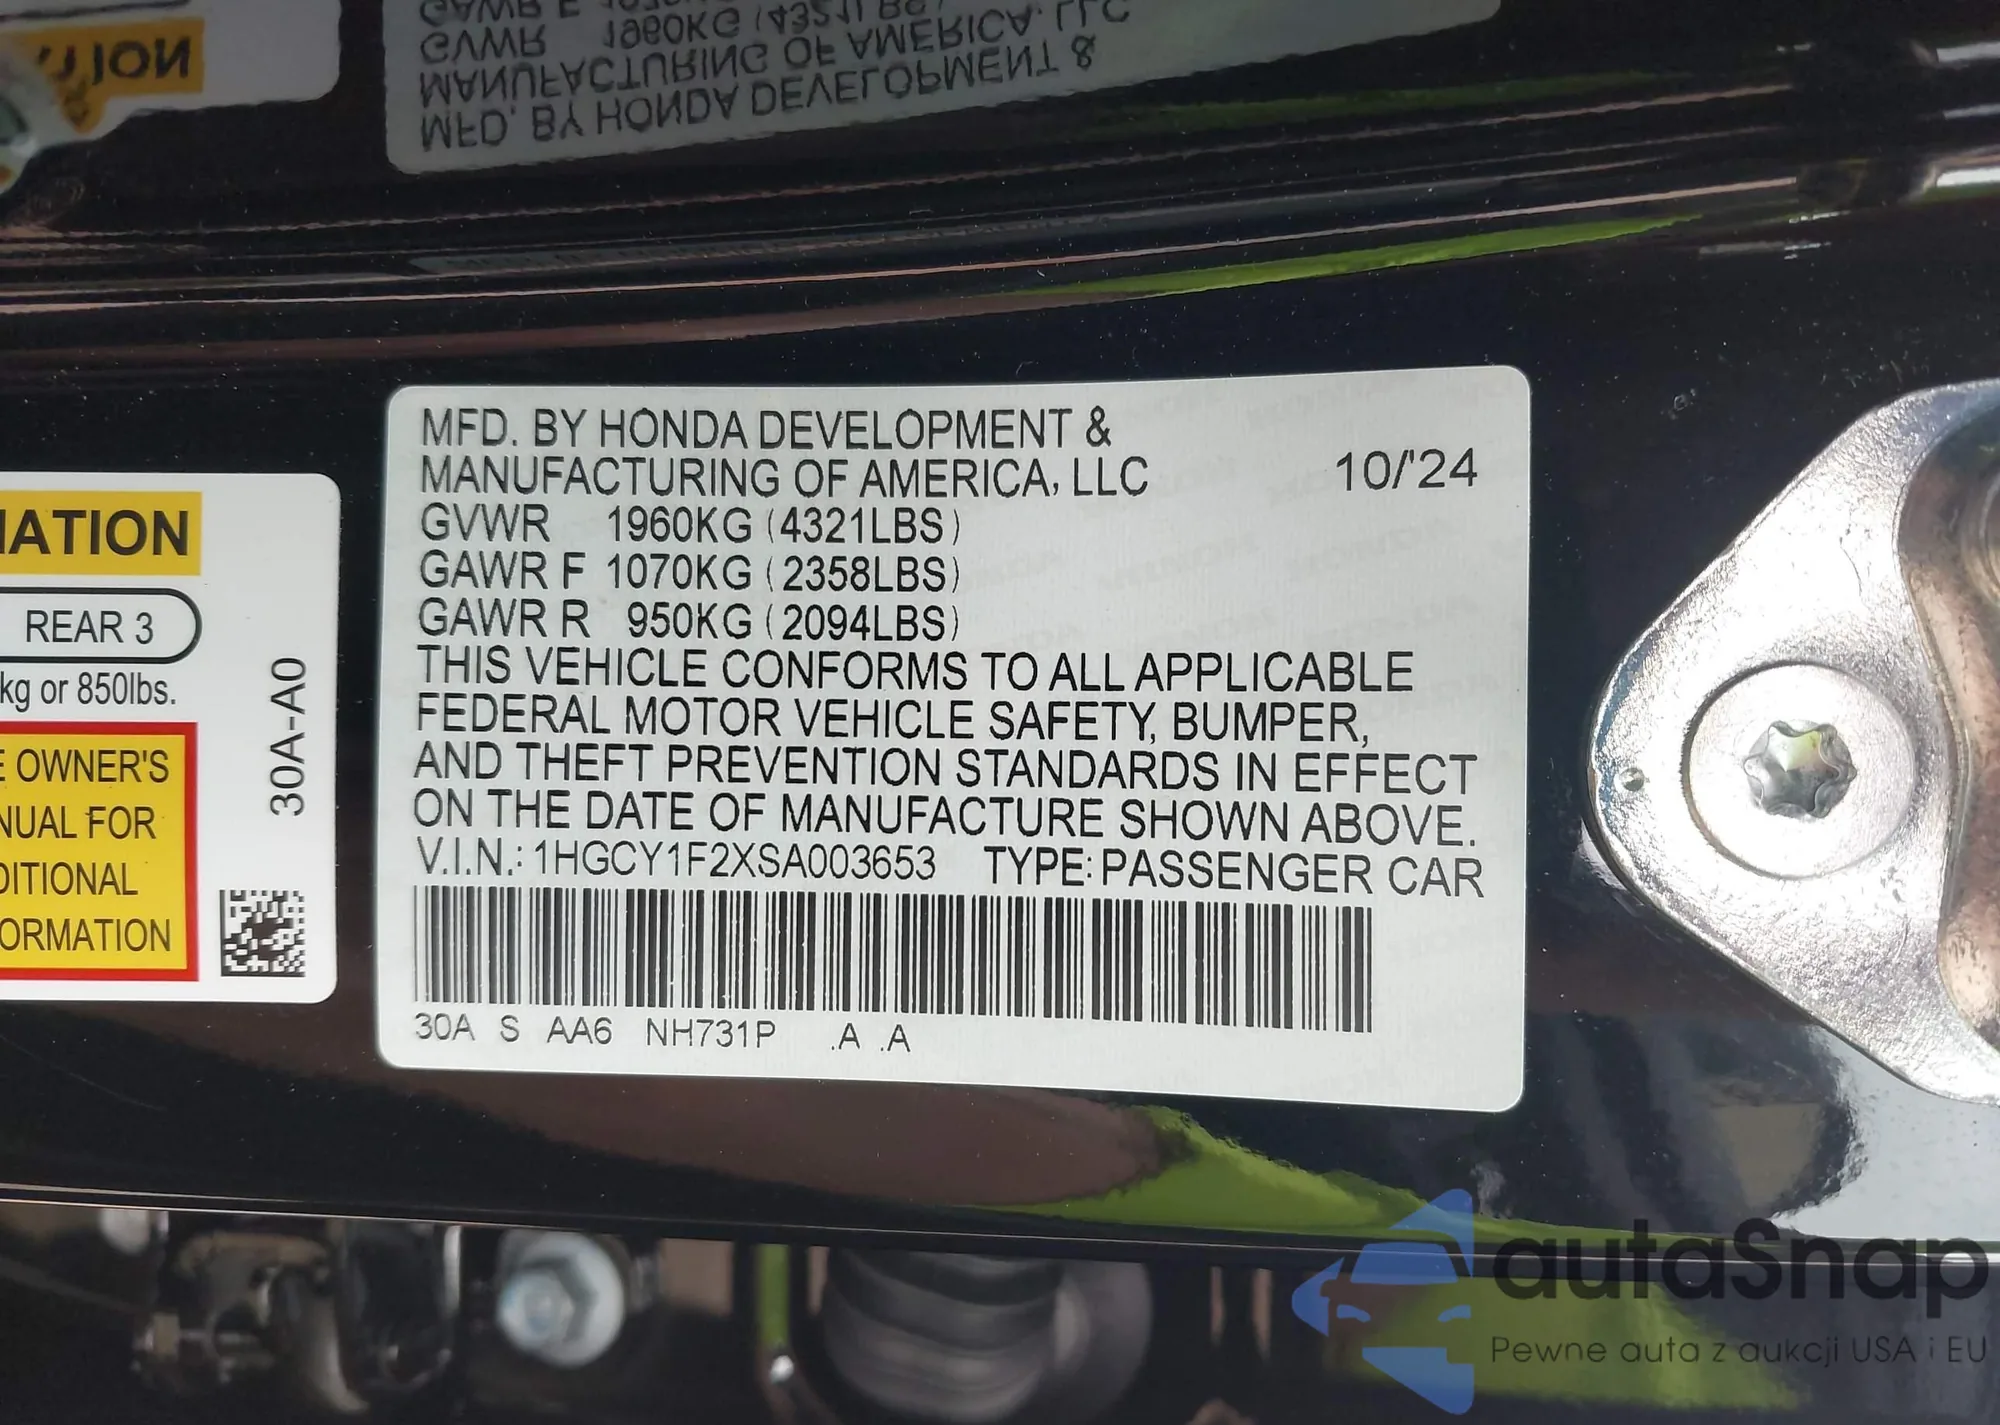 MFD. BY HONDA DEVELOPMENT &
MANUFACTURING OF AMERICA, LLC
GVWR 1960KG (4321LBS)
MATION
MFD. BY HONDA DEVELOPMENT &
MANUFACTURING OF AMERICA, LLC 10/'24
GVWR 1960KG (4321LBS)
GAWR F 1070KG (2358LBS)
GAWR R 950KG (2094LBS)
THIS VEHICLE CONFORMS TO ALL APPLICABLE
FEDERAL MOTOR VEHICLE SAFETY, BUMPER,
AND THEFT PREVENTION STANDARDS IN EFFECT
ON THE DATE OF MANUFACTURE SHOWN ABOVE.
V.I.N.: 1HGCY1F2XSA003653 TYPE: PASSENGER CAR
30A S AA6 NH731P .A .A
REAR 3
kg or 850lbs.
OWNER'S
NUAL FOR
DITIONAL
ORMATION
30A-A0
autaSnap
Pewne auta z aukcji USA i EU